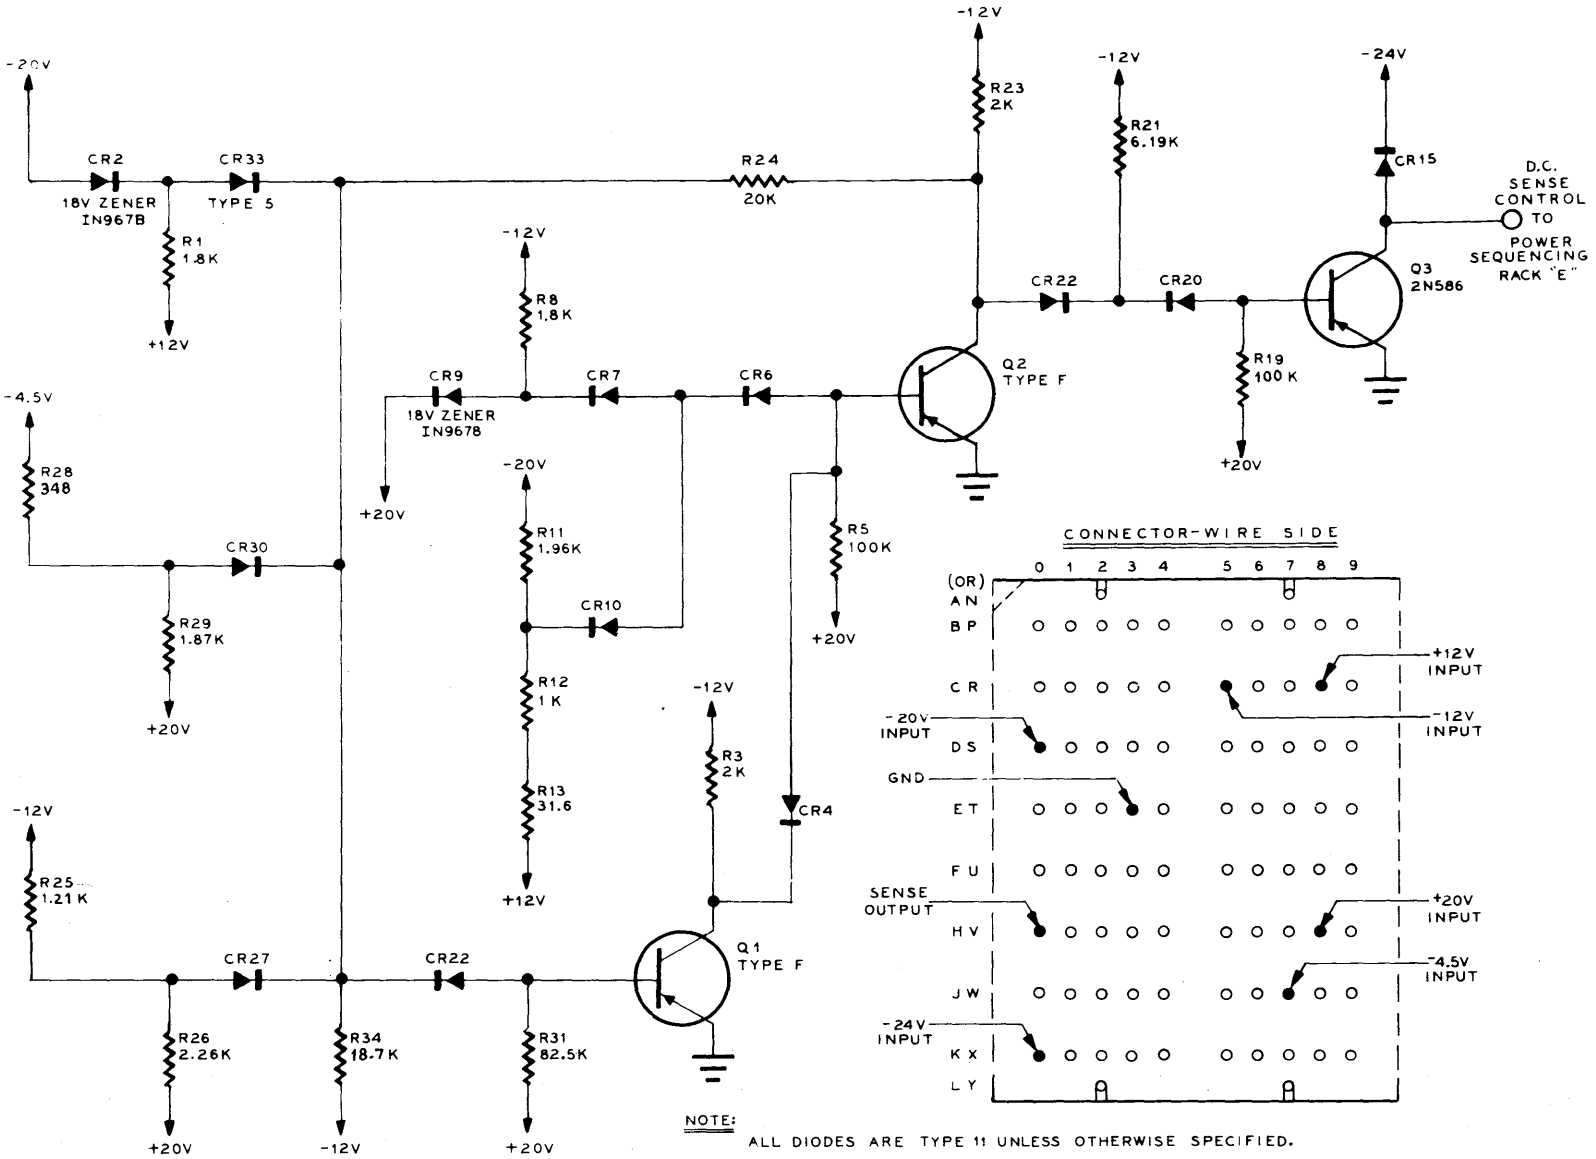 -12V
-20V
-12V
-24V
R23
2K
R21
6.19K
CR2
CR33
R24
CR15
D.C.
SENSE
CONTROL
TO
POWER
SEQUENCING
RACK "E"
18V ZENER
IN967B
TYPE 5
20K
R1
1.8K
+12V
-12V
R8
1.8K
CR22
CR20
Q3
2N586
-4.5V
CR9
CR7
CR6
18V ZENER
IN967B
Q2
TYPE F
R19
100K
+20V
R28
348
-20V
+20V
R11
1.96K
R5
100K
CR30
CR10
+20V
R29
1.87K
+20V
R12
1K
-12V
R3
2K
R13
31.6
CR4
-12V
R25
1.21K
+12V
CR27
CR22
Q1
TYPE F
R26
2.26K
R34
18.7K
R31
82.5K
+20V
-12V
+20V
CONNECTOR-WIRE SIDE
0 1 2 3 4 5 6 7 8 9
(OR)
AN
BP
+12V
INPUT
CR
-12V
INPUT
-20V
INPUT
DS
GND
ET
FU
SENSE
OUTPUT
+20V
INPUT
HV
-4.5V
INPUT
JW
-24V
INPUT
KX
LY
NOTE:
ALL DIODES ARE TYPE 11 UNLESS OTHERWISE SPECIFIED.